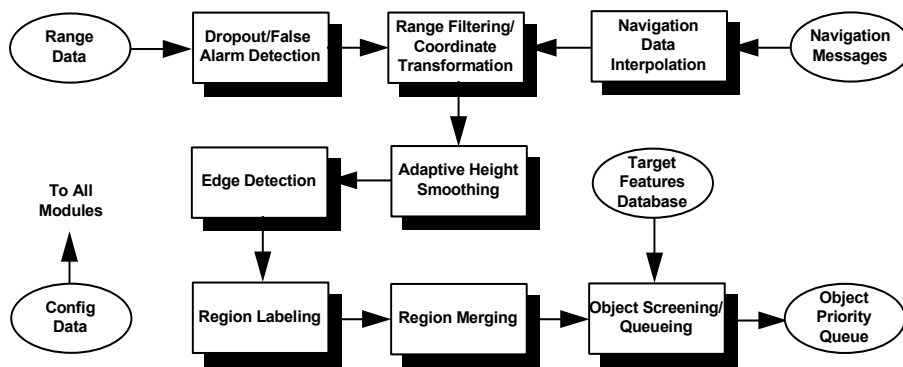 Range
Data
Dropout/False
Alarm Detection
Range Filtering/
Coordinate
Transformation
Navigation
Data
Interpolation
Navigation
Messages
Edge Detection
Adaptive Height
Smoothing
Target
Features
Database
To All
Modules
Config
Data
Region Labeling
Region Merging
Object Screening/
Queueing
Object
Priority
Queue